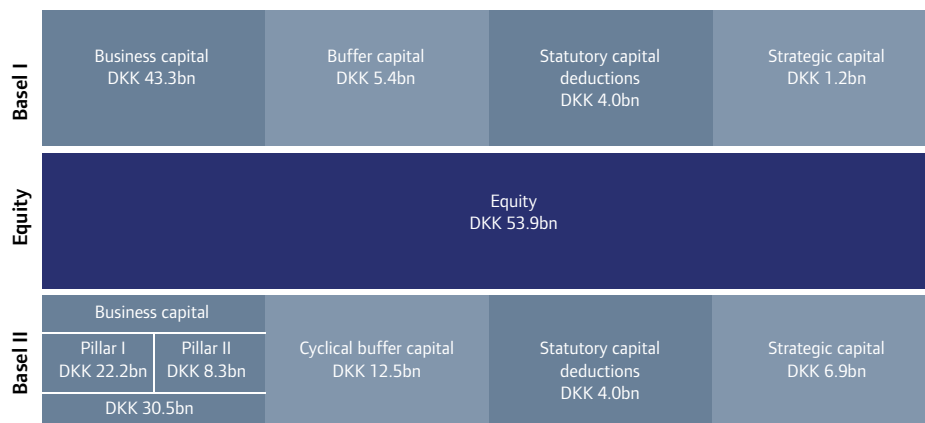 Basel I
Business capital
DKK 43.3bn
Buffer capital
DKK 5.4bn
Statutory capital
deductions
DKK 4.0bn
Strategic capital
DKK 1.2bn
Equity
Equity
DKK 53.9bn
Basel II
Business capital
Pillar I
DKK 22.2bn
Pillar II
DKK 8.3bn
DKK 30.5bn
Cyclical buffer capital
DKK 12.5bn
Statutory capital
deductions
DKK 4.0bn
Strategic capital
DKK 6.9bn